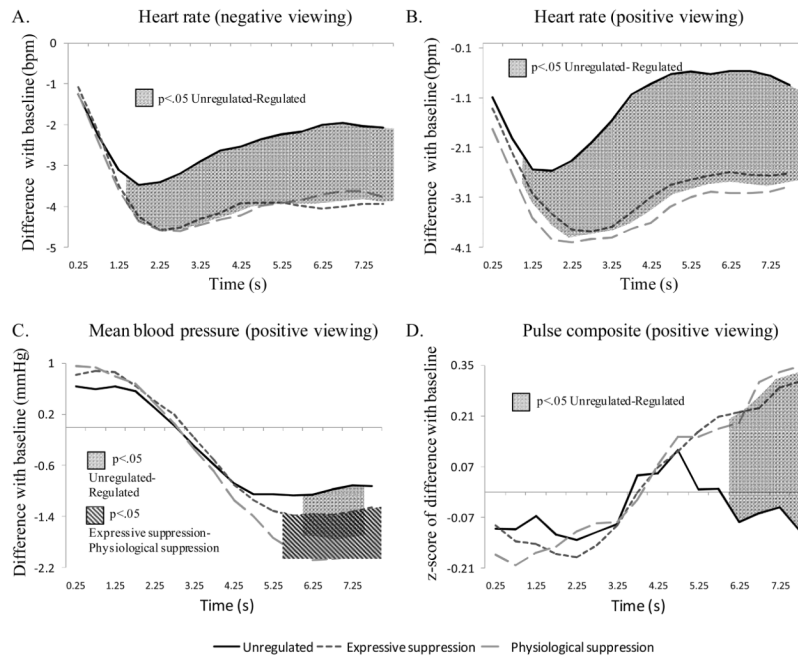 A. Heart rate (negative viewing)
Difference with baseline (bpm)
0
-1
-2
-3
-4
-5
p<.05 Unregulated-Regulated
0.25 1.25 2.25 3.25 4.25 5.25 6.25 7.25
Time (s)
B. Heart rate (positive viewing)
Difference with baseline (bpm)
-0.1
-1.1
-2.1
-3.1
-4.1
p<.05 Unregulated- Regulated
0.25 1.25 2.25 3.25 4.25 5.25 6.25 7.25
Time (s)
C. Mean blood pressure (positive viewing)
Difference with baseline (mmHg)
1
0.2
-0.6
-1.4
-2.2
p<.05
Unregulated-
Regulated
p<.05
Expressive suppression-
Physiological suppression
0.25 1.25 2.25 3.25 4.25 5.25 6.25 7.25
Time (s)
D. Pulse composite (positive viewing)
z-score of difference with baseline
0.35
0.21
0.07
-0.07
-0.21
p<.05 Unregulated-Regulated
0.25 1.25 2.25 3.25 4.25 5.25 6.25 7.25
Time (s)
Unregulated Expressive suppression Physiological suppression